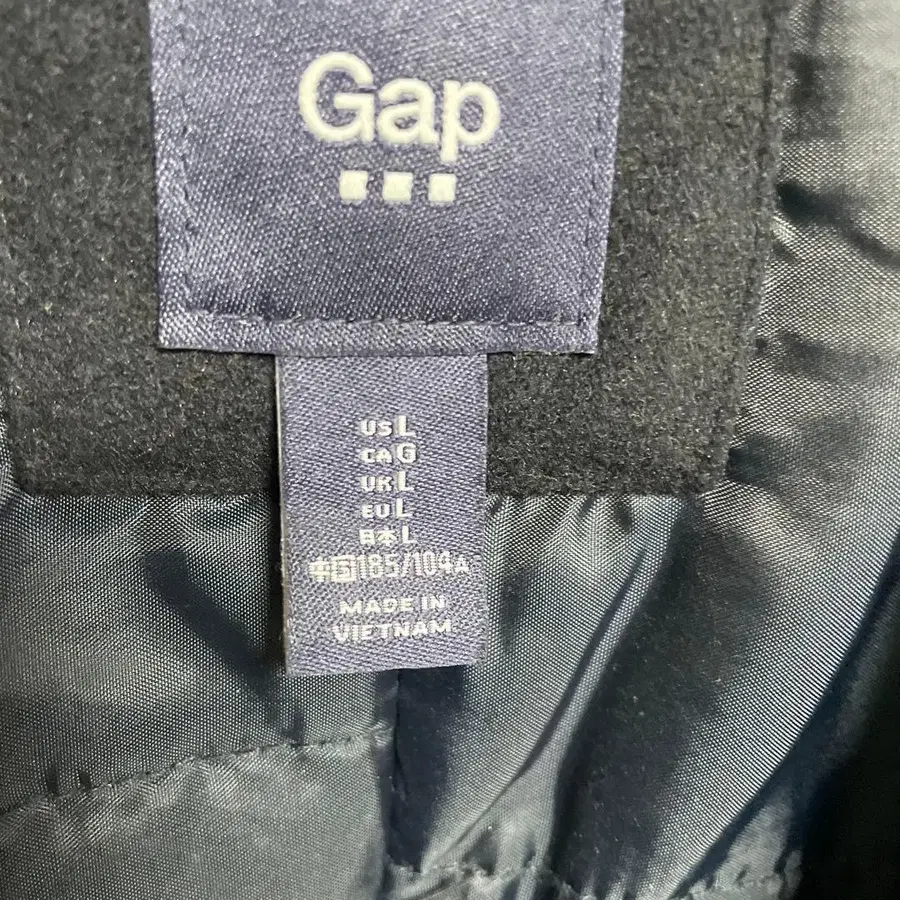 Gap
US L
CA G
UK L
EU L
日本 L
中国 185/104A
MADE IN
VIETNAM